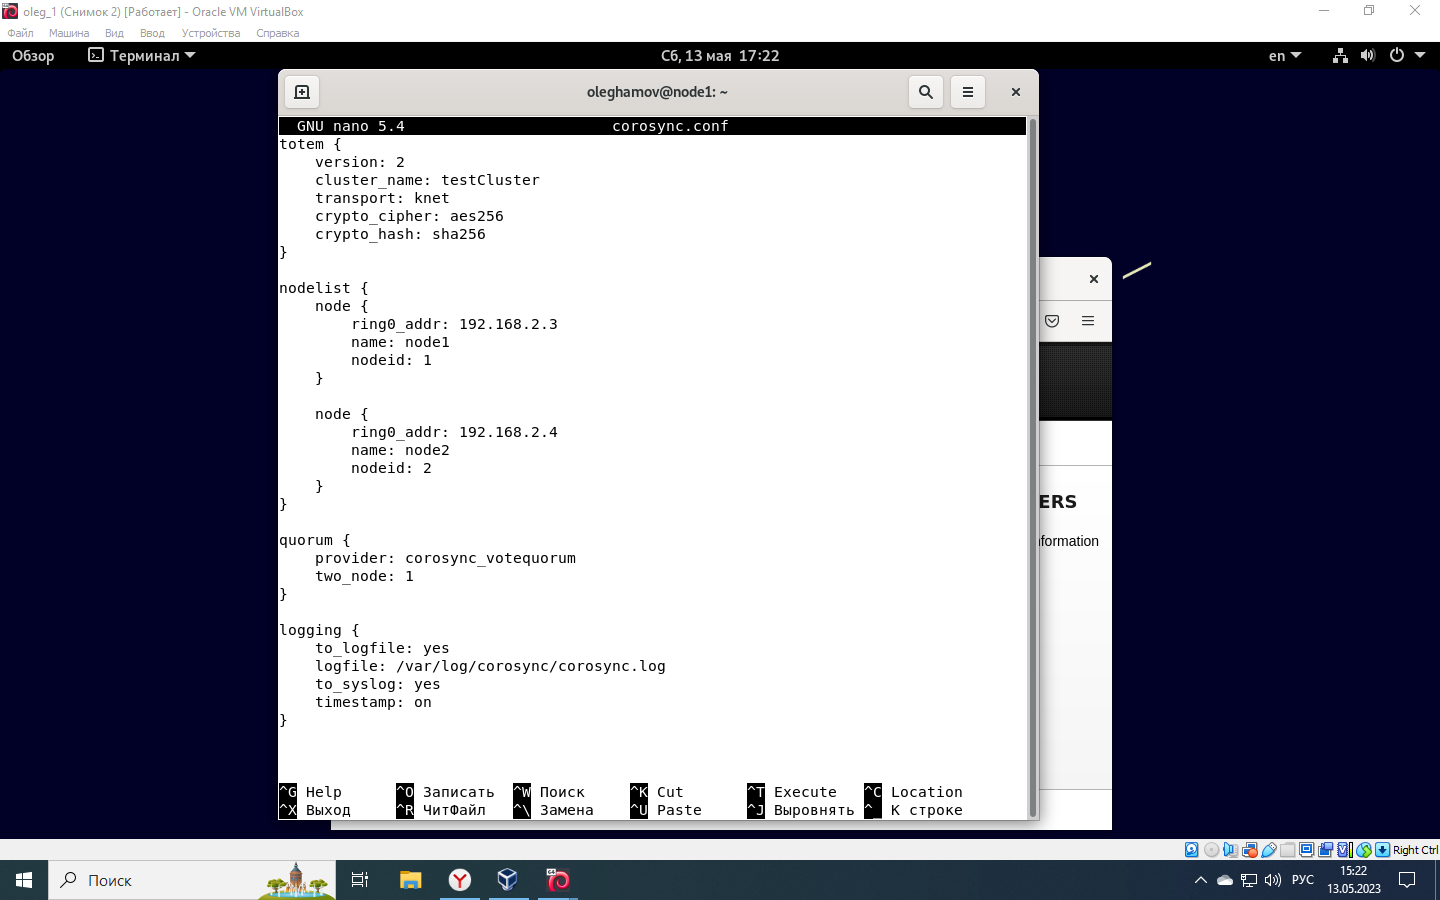 oleg_1 (Снимок 2) [Работает] - Oracle VM VirtualBox
Файл Машина Вид Ввод Устройства Справка
Обзор Терминал Сб, 13 мая 17:22 en
oleghamov@node1: ~
GNU nano 5.4 corosync.conf
totem {
version: 2
cluster_name: testCluster
transport: knet
crypto_cipher: aes256
crypto_hash: sha256
}
nodelist {
node {
ring0_addr: 192.168.2.3
name: node1
nodeid: 1
}
node {
ring0_addr: 192.168.2.4
name: node2
nodeid: 2
}
}
ERS
quorum {
provider: corosync_votequorum
two_node: 1
}
logging {
to_logfile: yes
logfile: /var/log/corosync/corosync.log
to_syslog: yes
timestamp: on
}
^G Help ^O Записать ^W Поиск ^K Cut ^T Execute ^C Location
^X Выход ^R ЧитФайл ^\ Замена ^U Paste ^J Выровнять ^_ К строке
Right Ctrl
Поиск
РУС
15:22
13.05.2023